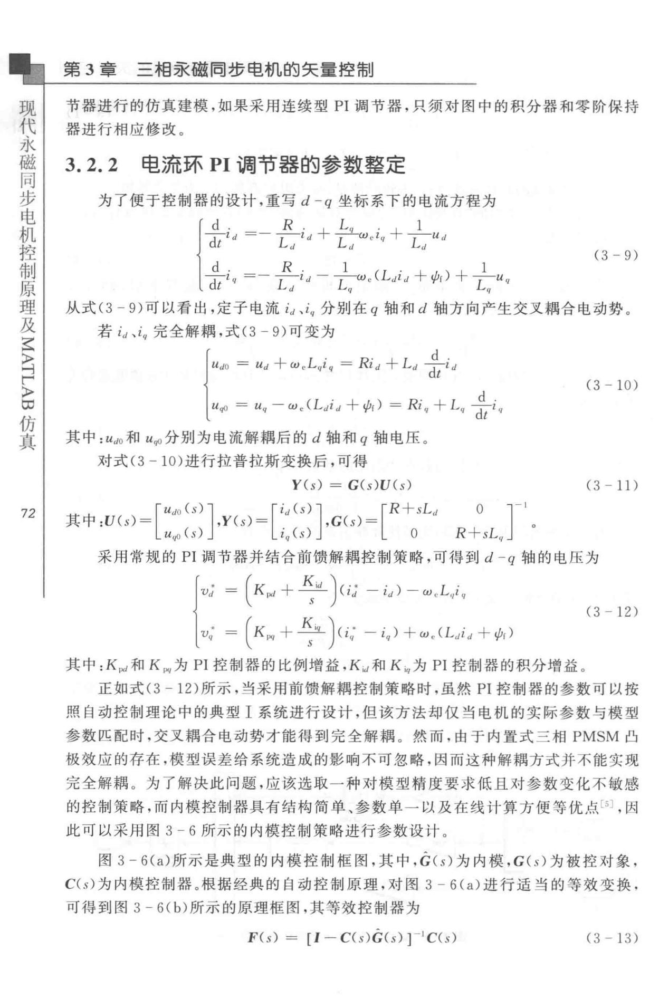 第 3 章 三相永磁同步电机的矢量控制
节器进行的仿真建模,如果采用连续型 PI 调节器,只须对图中的积分器和零阶保持
器进行相应修改。
3.2.2 电流环 PI 调节器的参数整定
为了便于控制器的设计,重写 d-q 坐标系下的电流方程为
$\begin{cases} \frac{\mathrm{d}}{\mathrm{d}t}i_d = -\frac{R}{L_d}i_d + \frac{L_q}{L_d}\omega_e i_q + \frac{1}{L_d}u_d \\ \frac{\mathrm{d}}{\mathrm{d}t}i_q = -\frac{R}{L_d}i_d - \frac{1}{L_q}\omega_e(L_d i_d + \psi_f) + \frac{1}{L_q}u_q \end{cases}$ (3-9)
从式(3-9)可以看出,定子电流 $i_d$、$i_q$ 分别在 q 轴和 d 轴方向产生交叉耦合电动势。
若 $i_d$、$i_q$ 完全解耦,式(3-9)可变为
$\begin{cases} u_{d0} = u_d + \omega_e L_q i_q = Ri_d + L_d \frac{\mathrm{d}}{\mathrm{d}t}i_d \\ u_{q0} = u_q - \omega_e(L_d i_d + \psi_f) = Ri_q + L_q \frac{\mathrm{d}}{\mathrm{d}t}i_q \end{cases}$ (3-10)
其中:$u_{d0}$ 和 $u_{q0}$ 分别为电流解耦后的 d 轴和 q 轴电压。
对式(3-10)进行拉普拉斯变换后,可得
$\boldsymbol{Y}(s) = \boldsymbol{G}(s)\boldsymbol{U}(s)$ (3-11)
其中:$\boldsymbol{U}(s)=\begin{bmatrix} u_{d0}(s) \\ u_{q0}(s) \end{bmatrix}$,$\boldsymbol{Y}(s)=\begin{bmatrix} i_d(s) \\ i_q(s) \end{bmatrix}$,$\boldsymbol{G}(s)=\begin{bmatrix} R+sL_d & 0 \\ 0 & R+sL_q \end{bmatrix}^{-1}$。
采用常规的 PI 调节器并结合前馈解耦控制策略,可得到 d-q 轴的电压为
$\begin{cases} v_d^* = \left(K_{pd} + \frac{K_{id}}{s}\right)(i_d^* - i_d) - \omega_e L_q i_q \\ v_q^* = \left(K_{pq} + \frac{K_{iq}}{s}\right)(i_q^* - i_q) + \omega_e(L_d i_d + \psi_f) \end{cases}$ (3-12)
其中:$K_{pd}$ 和 $K_{pq}$ 为 PI 控制器的比例增益,$K_{id}$ 和 $K_{iq}$ 为 PI 控制器的积分增益。
正如式(3-12)所示,当采用前馈解耦控制策略时,虽然 PI 控制器的参数可以按
照自动控制理论中的典型 I 系统进行设计,但该方法却仅当电机的实际参数与模型
参数匹配时,交叉耦合电动势才能得到完全解耦。然而,由于内置式三相 PMSM 凸
极效应的存在,模型误差给系统造成的影响不可忽略,因而这种解耦方式并不能实现
完全解耦。为了解决此问题,应该选取一种对模型精度要求低且对参数变化不敏感
的控制策略,而内模控制器具有结构简单、参数单一以及在线计算方便等优点[5],因
此可以采用图 3-6 所示的内模控制策略进行参数设计。
图 3-6(a)所示是典型的内模控制框图,其中,$\hat{\boldsymbol{G}}(s)$为内模,$\boldsymbol{G}(s)$为被控对象,
$\boldsymbol{C}(s)$为内模控制器。根据经典的自动控制原理,对图 3-6(a)进行适当的等效变换,
可得到图 3-6(b)所示的原理框图,其等效控制器为
$\boldsymbol{F}(s) = [\boldsymbol{I} - \boldsymbol{C}(s)\hat{\boldsymbol{G}}(s)]^{-1}\boldsymbol{C}(s)$ (3-13)
现代永磁同步电机控制原理及MATLAB仿真
72